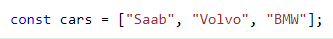 const cars = ["Saab", "Volvo", "BMW"];